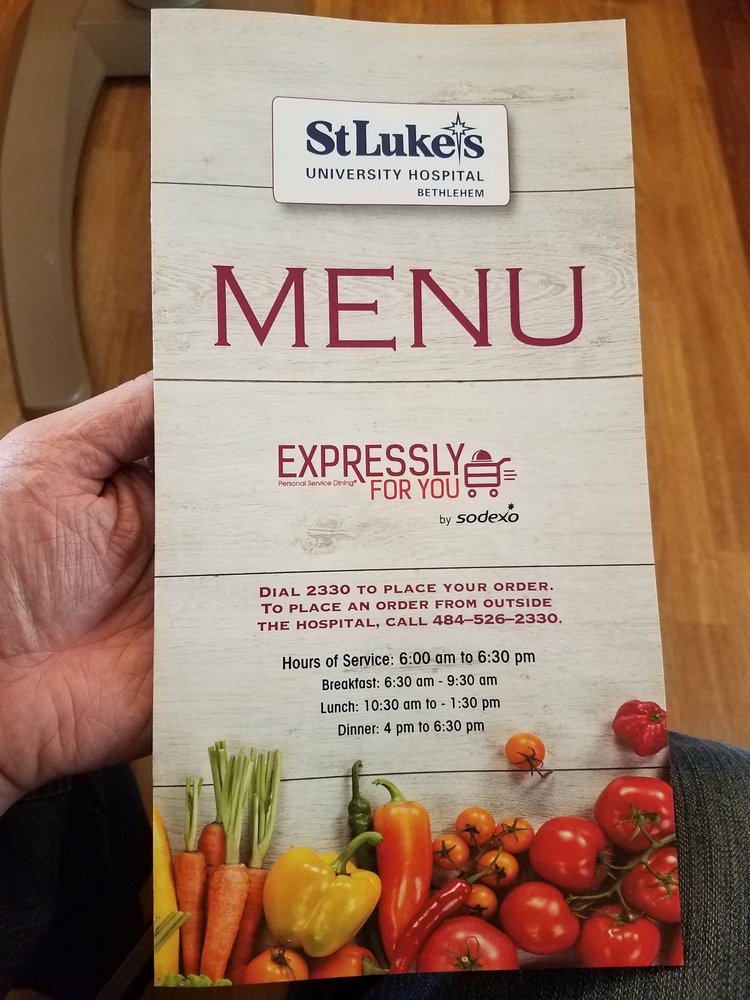 St Luke's
UNIVERSITY HOSPITAL
BETHLEHEM
MENU
EXPRESSLY
Personal Service Dining®
FOR YOU
by sodexo
DIAL 2330 TO PLACE YOUR ORDER.
TO PLACE AN ORDER FROM OUTSIDE
THE HOSPITAL, CALL 484–526–2330.
Hours of Service: 6:00 am to 6:30 pm
Breakfast: 6:30 am - 9:30 am
Lunch: 10:30 am to - 1:30 pm
Dinner: 4 pm to 6:30 pm